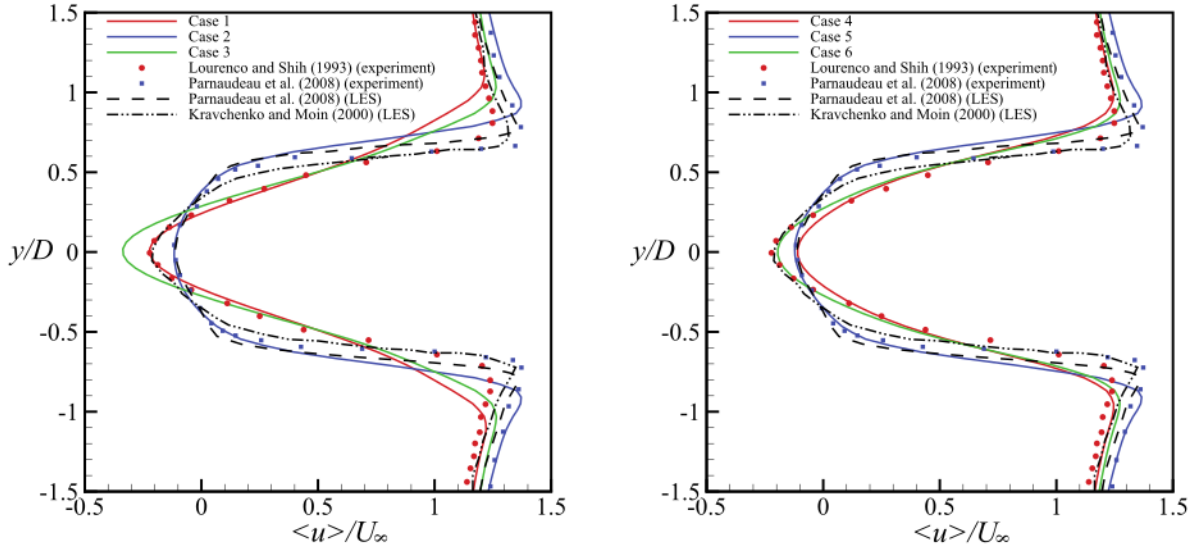 1.5
Case 1
Case 2
Case 3
Lourenco and Shih (1993) (experiment)
Parnaudeau et al. (2008) (experiment)
Parnaudeau et al. (2008) (LES)
Kravchenko and Moin (2000) (LES)
1
0.5
y/D
0
-0.5
-1
-1.5
-0.5
0
0.5
1
1.5
<u>/U∞
1.5
Case 4
Case 5
Case 6
Lourenco and Shih (1993) (experiment)
Parnaudeau et al. (2008) (experiment)
Parnaudeau et al. (2008) (LES)
Kravchenko and Moin (2000) (LES)
1
0.5
y/D
0
-0.5
-1
-1.5
-0.5
0
0.5
1
1.5
<u>/U∞